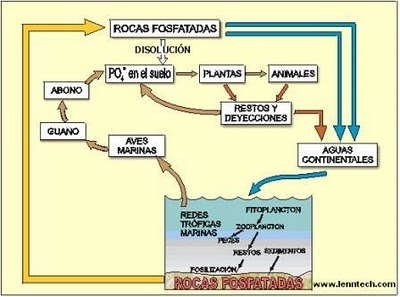 ROCAS FOSFATADAS
DISOLUCIÓN
PO₄⁻ en el suelo
PLANTAS
ANIMALES
ABONO
RESTOS Y
DEYECCIONES
GUANO
AVES
MARINAS
AGUAS
CONTINENTALES
REDES
TRÓFICAS
MARINAS
FITOPLANCTON
ZOOPLANCTON
PECES
RESTOS
SEDIMENTOS
FOSILIZACIÓN
ROCAS FOSFATADAS
www.lenntech.com